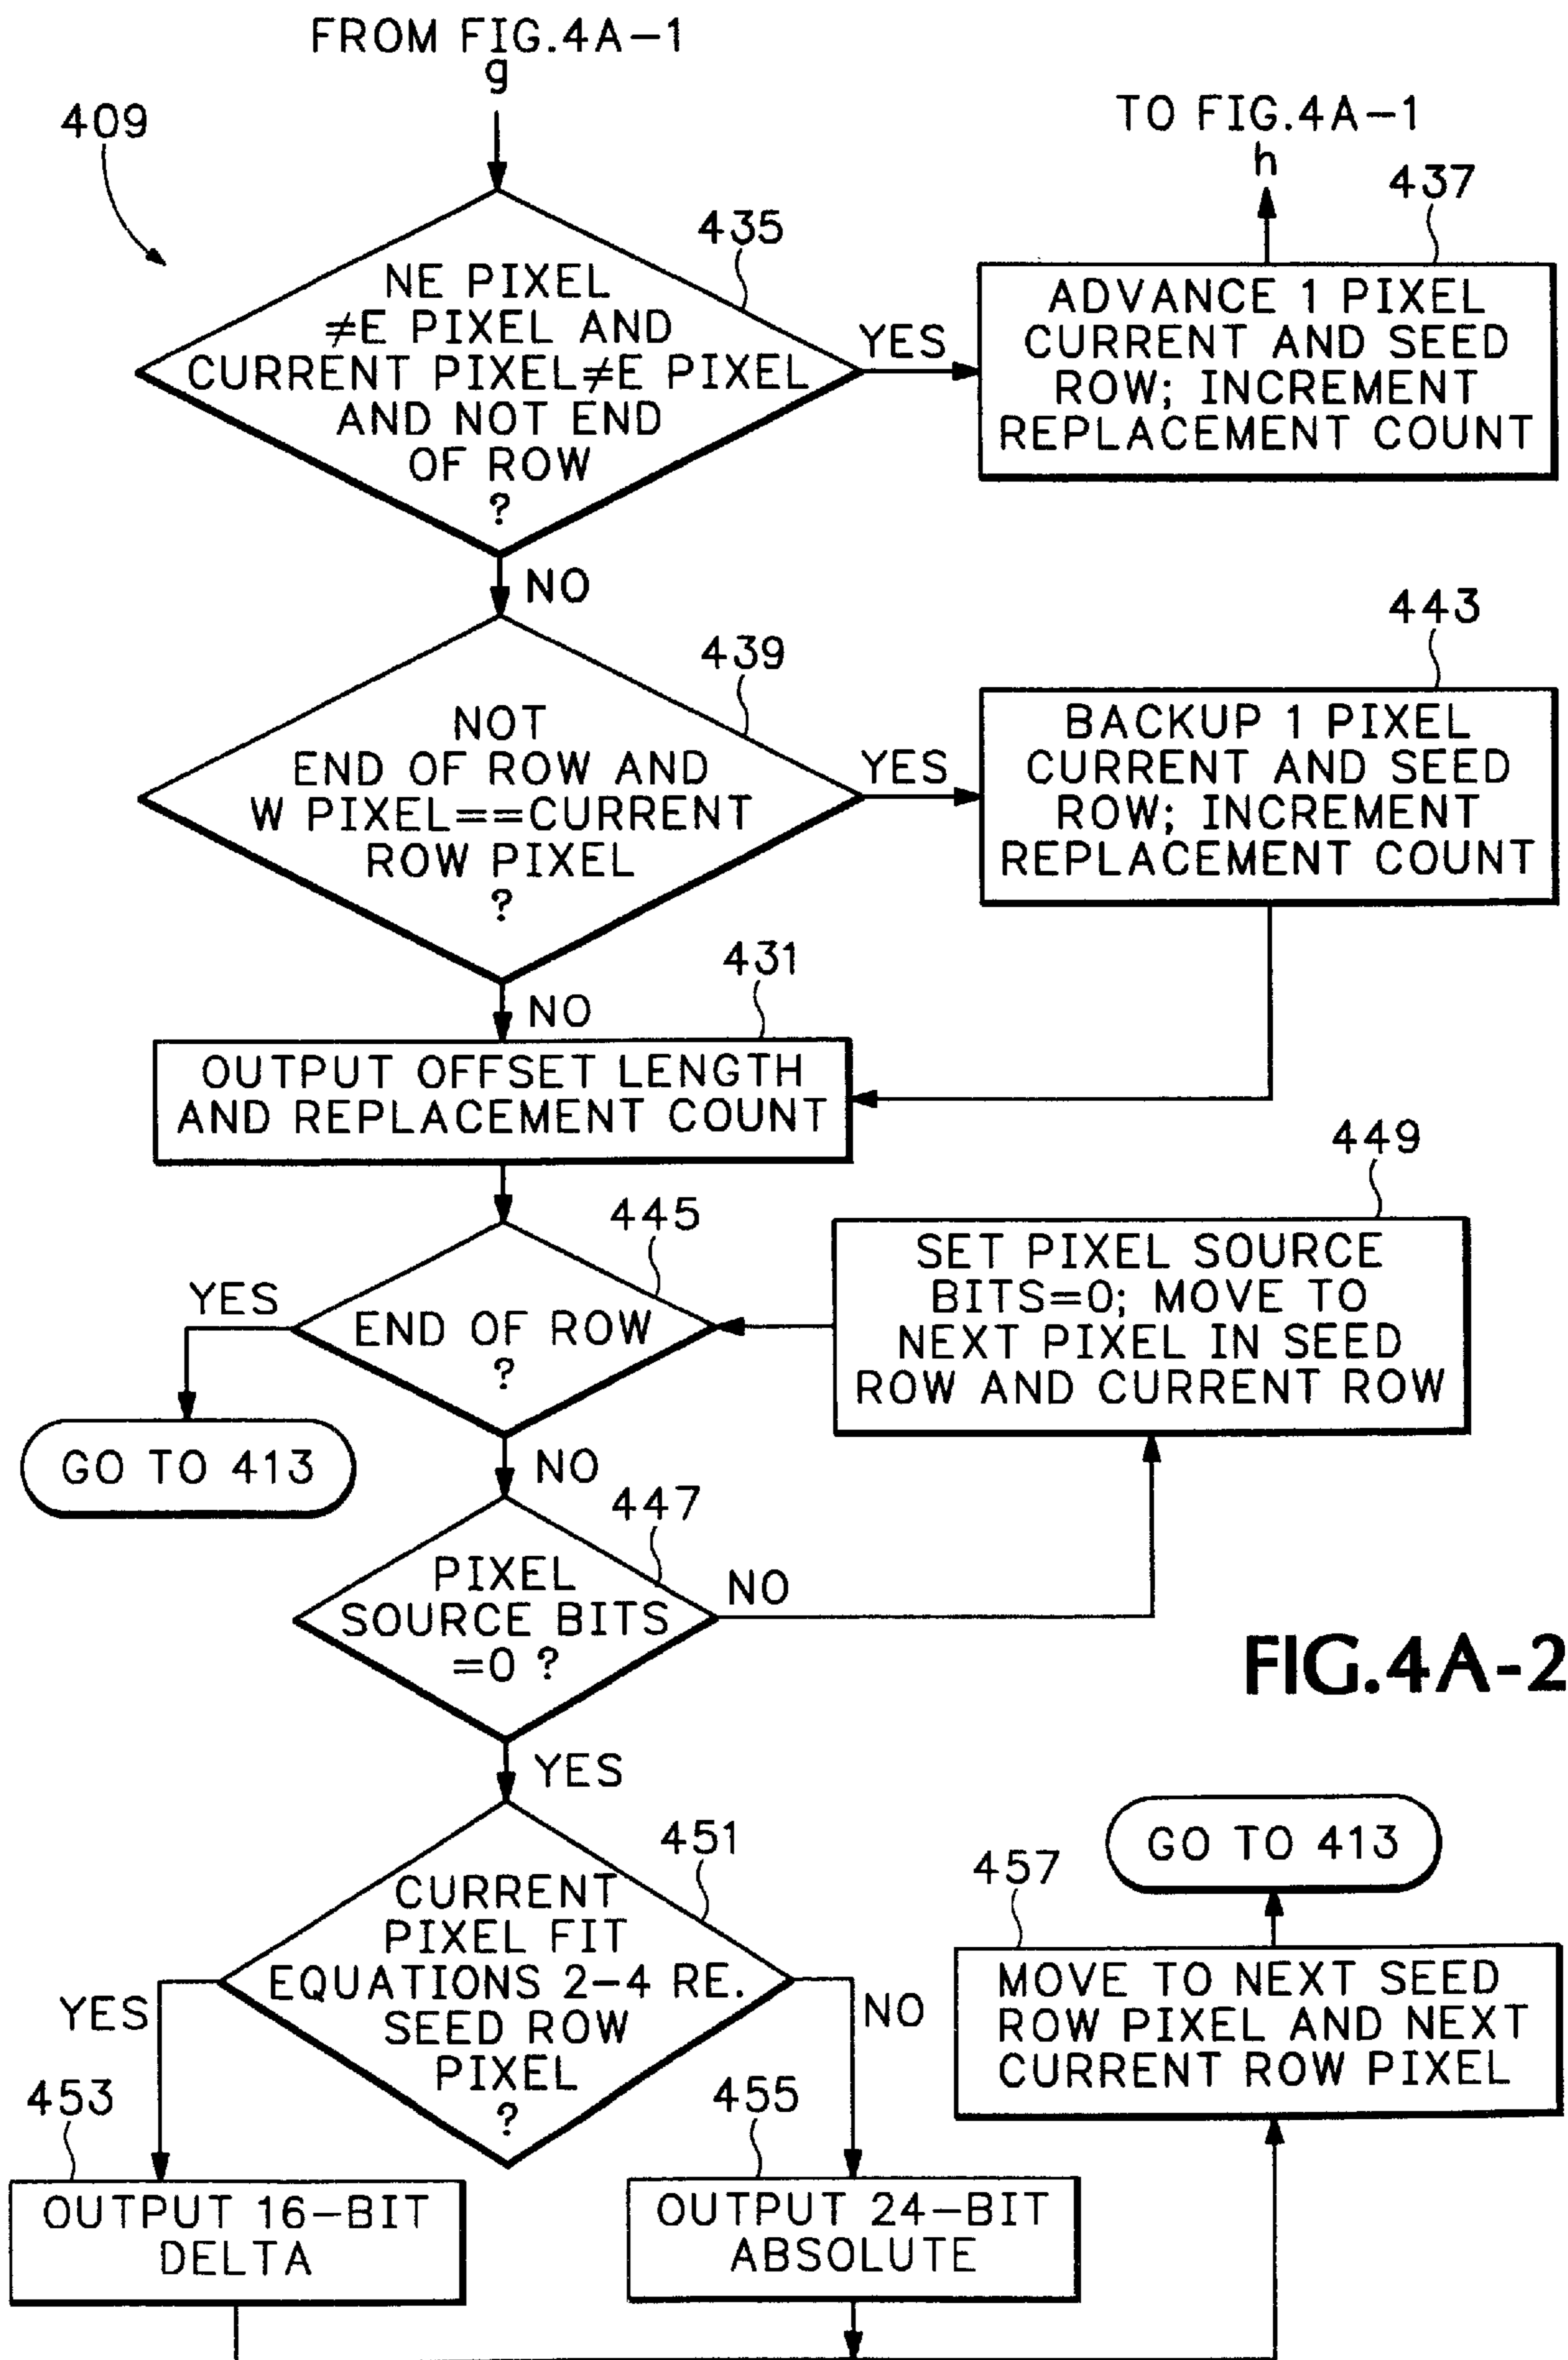 FROM FIG.4A-1
g
409
TO FIG.4A-1
h
437
435
NE PIXEL
≠E PIXEL AND
CURRENT PIXEL≠E PIXEL
AND NOT END
OF ROW
?
YES
ADVANCE 1 PIXEL
CURRENT AND SEED
ROW; INCREMENT
REPLACEMENT COUNT
NO
443
439
NOT
END OF ROW AND
W PIXEL==CURRENT
ROW PIXEL
?
YES
BACKUP 1 PIXEL
CURRENT AND SEED
ROW; INCREMENT
REPLACEMENT COUNT
NO
431
OUTPUT OFFSET LENGTH
AND REPLACEMENT COUNT
449
445
YES
END OF ROW
?
SET PIXEL SOURCE
BITS=0; MOVE TO
NEXT PIXEL IN SEED
ROW AND CURRENT ROW
GO TO 413
NO
447
PIXEL
SOURCE BITS
=0 ?
NO
FIG.4A-2
YES
451
CURRENT
PIXEL FIT
EQUATIONS 2-4 RE.
SEED ROW
PIXEL
?
YES
NO
GO TO 413
457
MOVE TO NEXT SEED
ROW PIXEL AND NEXT
CURRENT ROW PIXEL
453
OUTPUT 16-BIT
DELTA
455
OUTPUT 24-BIT
ABSOLUTE